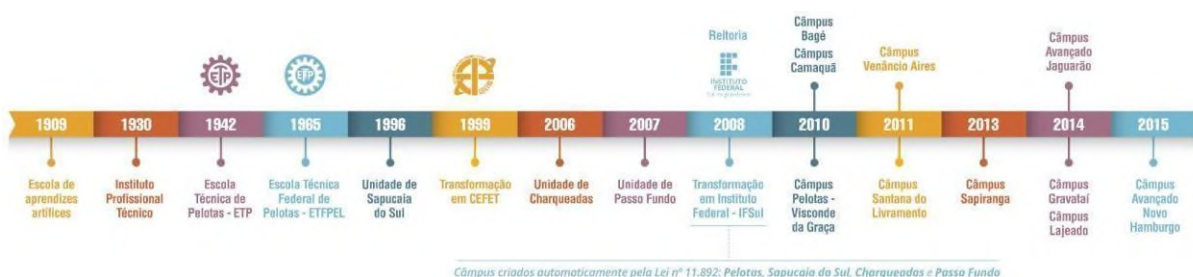 Reitoria
INSTITUTO
FEDERAL
Câmpus
Bagé
Câmpus
Camaquã
Câmpus
Venâncio Aires
Câmpus
Avançado
Jaguarão
ETP
ETP
1909
1930
1942
1965
1996
1999
2006
2007
2008
2010
2011
2013
2014
2015
Escola de
aprendizes
artífices
Instituto
Profissional
Técnico
Escola
Técnica de
Pelotas - ETP
Escola Técnica
Federal de
Pelotas - ETFPEL
Unidade de
Sapucaia
do Sul
Transformação
em CEFET
Unidade de
Charqueadas
Unidade de
Passo Fundo
Transformação
em Instituto
Federal - IFSul
Câmpus
Pelotas -
Visconde
da Graça
Câmpus
Santana do
Livramento
Câmpus
Sapiranga
Câmpus
Gravataí
Câmpus
Lajeado
Câmpus
Avançado
Novo
Hamburgo
Câmpus criados automaticamente pela Lei nº 11.892: Pelotas, Sapucaia do Sul, Charqueadas e Passo Fundo